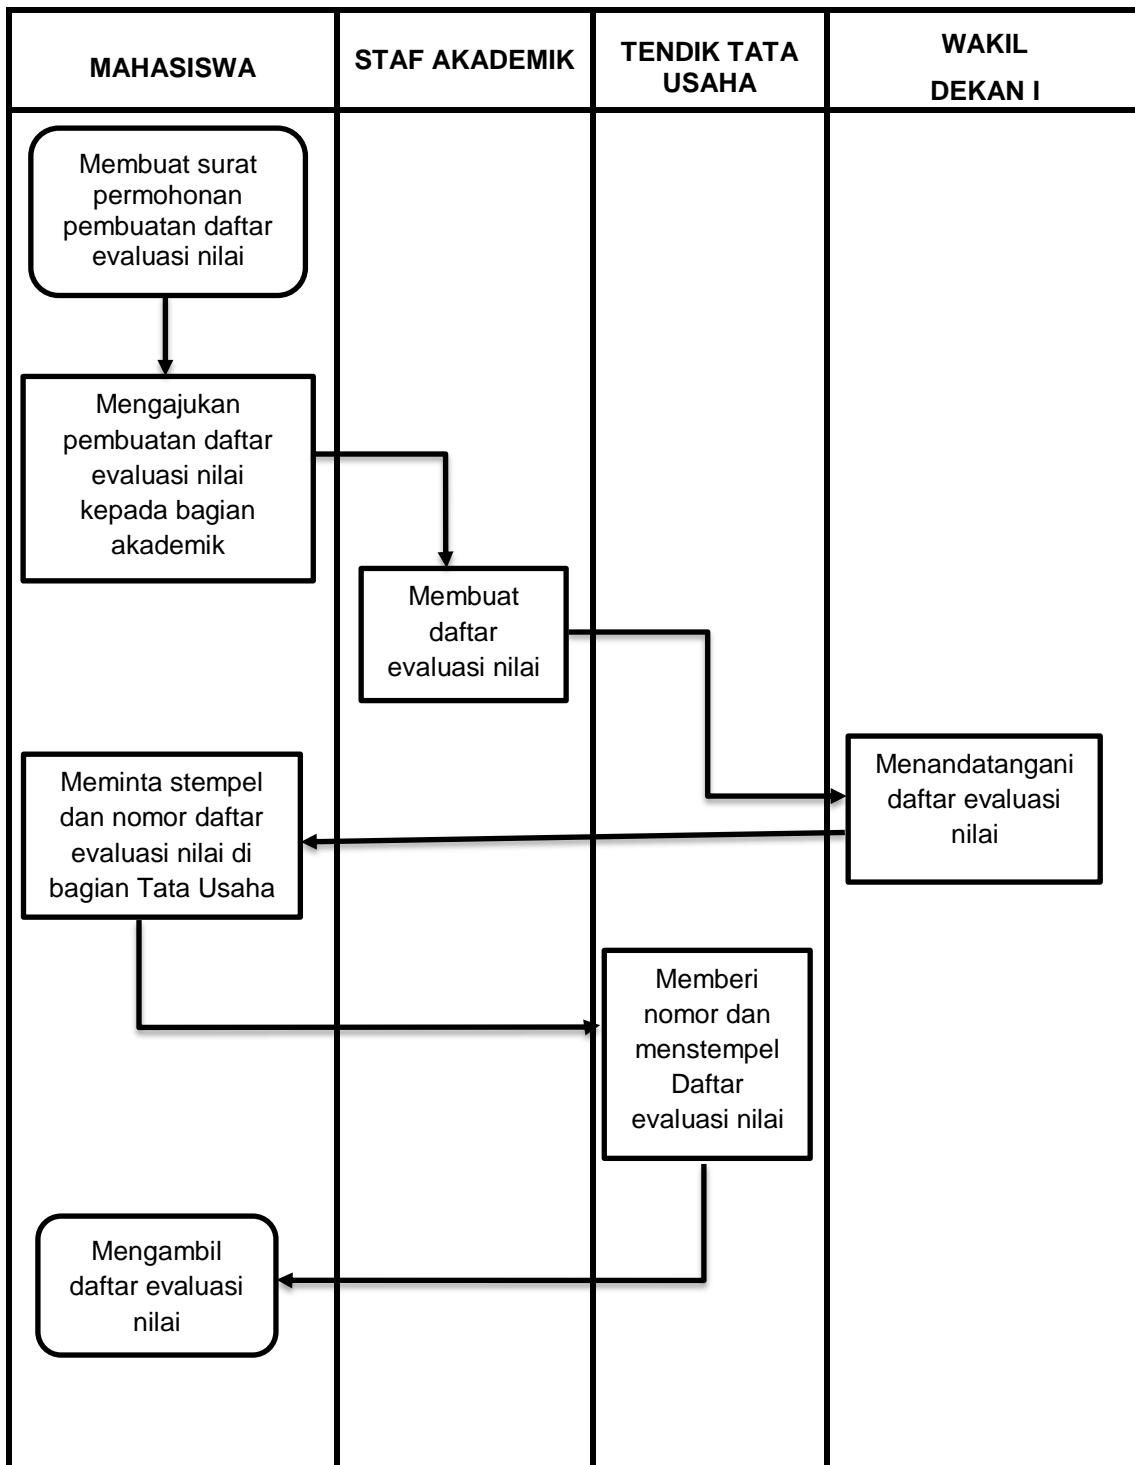 MAHASISWA
STAF AKADEMIK
TENDIK TATA
USAHA
WAKIL
DEKAN I
Membuat surat
permohonan
pembuatan daftar
evaluasi nilai
Mengajukan
pembuatan daftar
evaluasi nilai
kepada bagian
akademik
Membuat
daftar
evaluasi nilai
Menandatangani
daftar evaluasi
nilai
Meminta stempel
dan nomor daftar
evaluasi nilai di
bagian Tata Usaha
Memberi
nomor dan
menstempel
Daftar
evaluasi nilai
Mengambil
daftar evaluasi
nilai